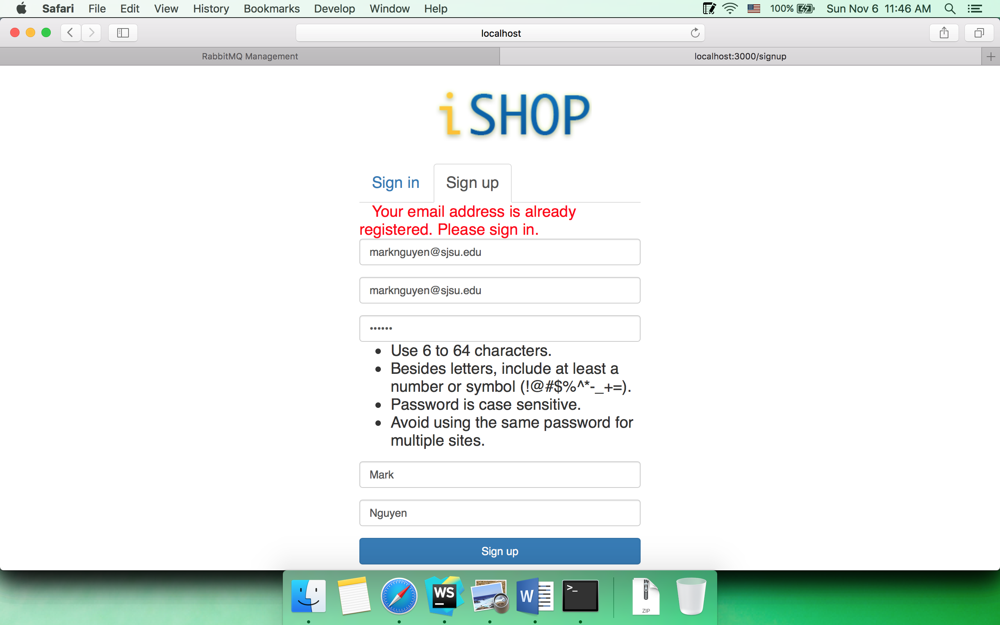 Safari File Edit View History Bookmarks Develop Window Help 100% Sun Nov 6 11:46 AM
localhost
RabbitMQ Management localhost:3000/signup
i SHOP
Sign in Sign up
Your email address is already
registered. Please sign in.
marknguyen@sjsu.edu
marknguyen@sjsu.edu
••••••
• Use 6 to 64 characters.
• Besides letters, include at least a
number or symbol (!@#$%^*-_+=).
• Password is case sensitive.
• Avoid using the same password for
multiple sites.
Mark
Nguyen
Sign up
WS W >_ ZIP